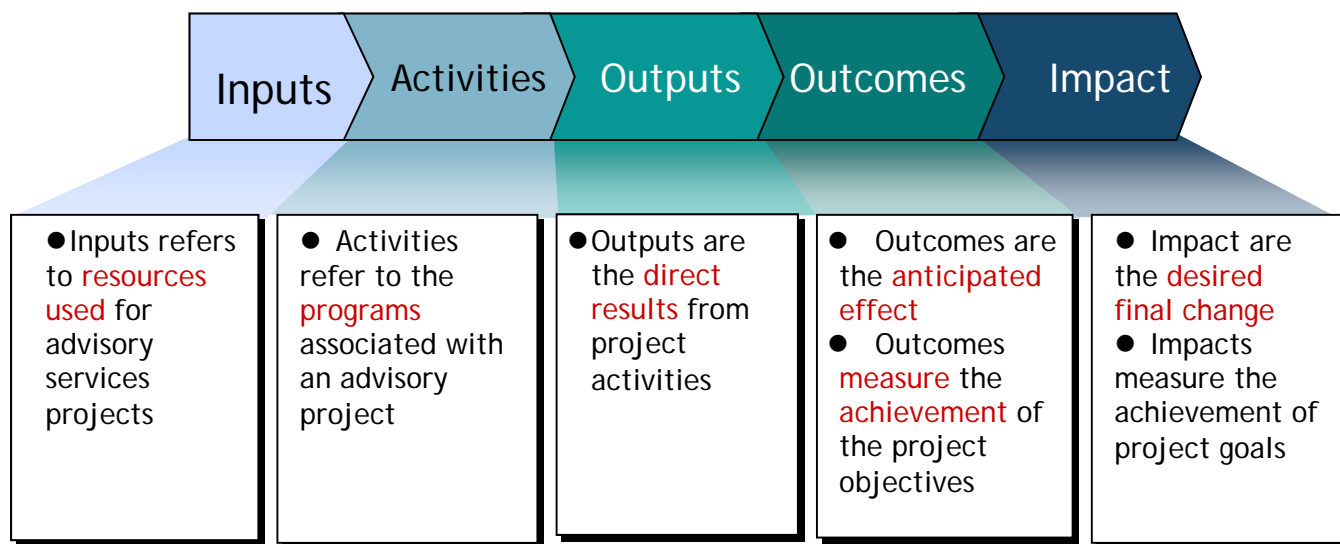 Inputs
Activities
Outputs
Outcomes
Impact
●Inputs refers
to resources
used for
advisory
services
projects
● Activities
refer to the
programs
associated with
an advisory
project
●Outputs are
the direct
results from
project
activities
● Outcomes are
the anticipated
effect
● Outcomes
measure the
achievement of
the project
objectives
● Impact are
the desired
final change
● Impacts
measure the
achievement of
project goals